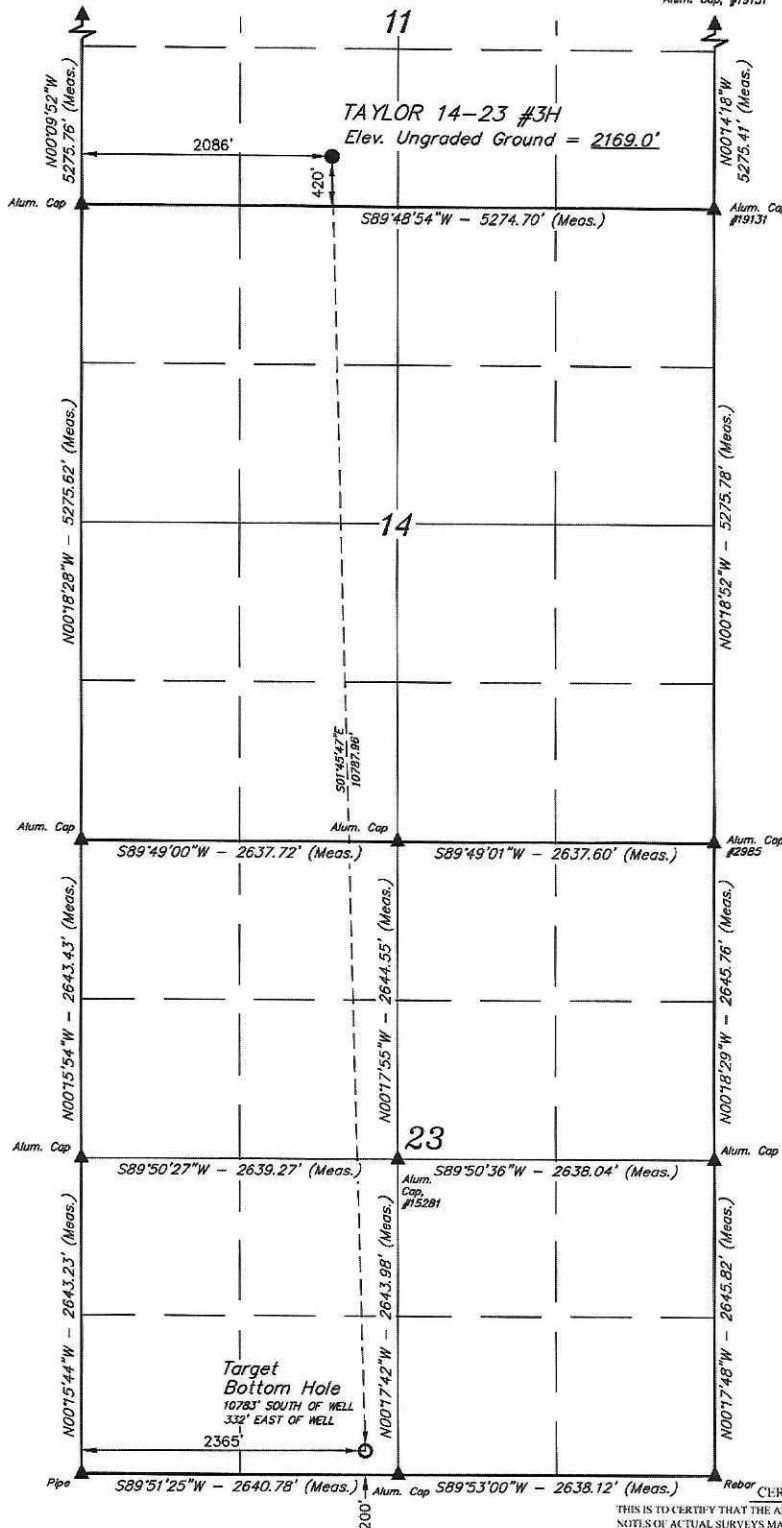 Alum. Cap, #19131
11
N00°09'52"W
5275.76' (Meas.)
N00°14'18"W
5275.41' (Meas.)
TAYLOR 14-23 #3H
Elev. Ungraded Ground = 2169.0'
2086'
420'
Alum. Cap
S89°48'54"W - 5274.70' (Meas.)
Alum. Cap
#19131
N00°18'28"W - 5275.62' (Meas.)
14
N00°18'52"W - 5275.78' (Meas.)
S01°45'47"E
10787.96'
Alum. Cap
Alum. Cap
Alum. Cap
#2985
S89°49'00"W - 2637.72' (Meas.)
S89°49'01"W - 2637.60' (Meas.)
N00°15'54"W - 2643.43' (Meas.)
N00°17'55"W - 2644.55' (Meas.)
N00°18'29"W - 2645.76' (Meas.)
Alum. Cap
23
Alum. Cap
S89°50'27"W - 2639.27' (Meas.)
S89°50'36"W - 2638.04' (Meas.)
Alum.
Cap,
#15281
N00°15'44"W - 2643.23' (Meas.)
N00°17'42"W - 2643.98' (Meas.)
N00°17'48"W - 2645.82' (Meas.)
Target
Bottom Hole
10783' SOUTH OF WELL
332' EAST OF WELL
2365'
Pipe
S89°51'25"W - 2640.78' (Meas.)
Alum. Cap
S89°53'00"W - 2638.12' (Meas.)
Rebar
200'
CER
THIS IS TO CERTIFY THAT THE A
NOTES OF ACTUAL SURVEYS MA